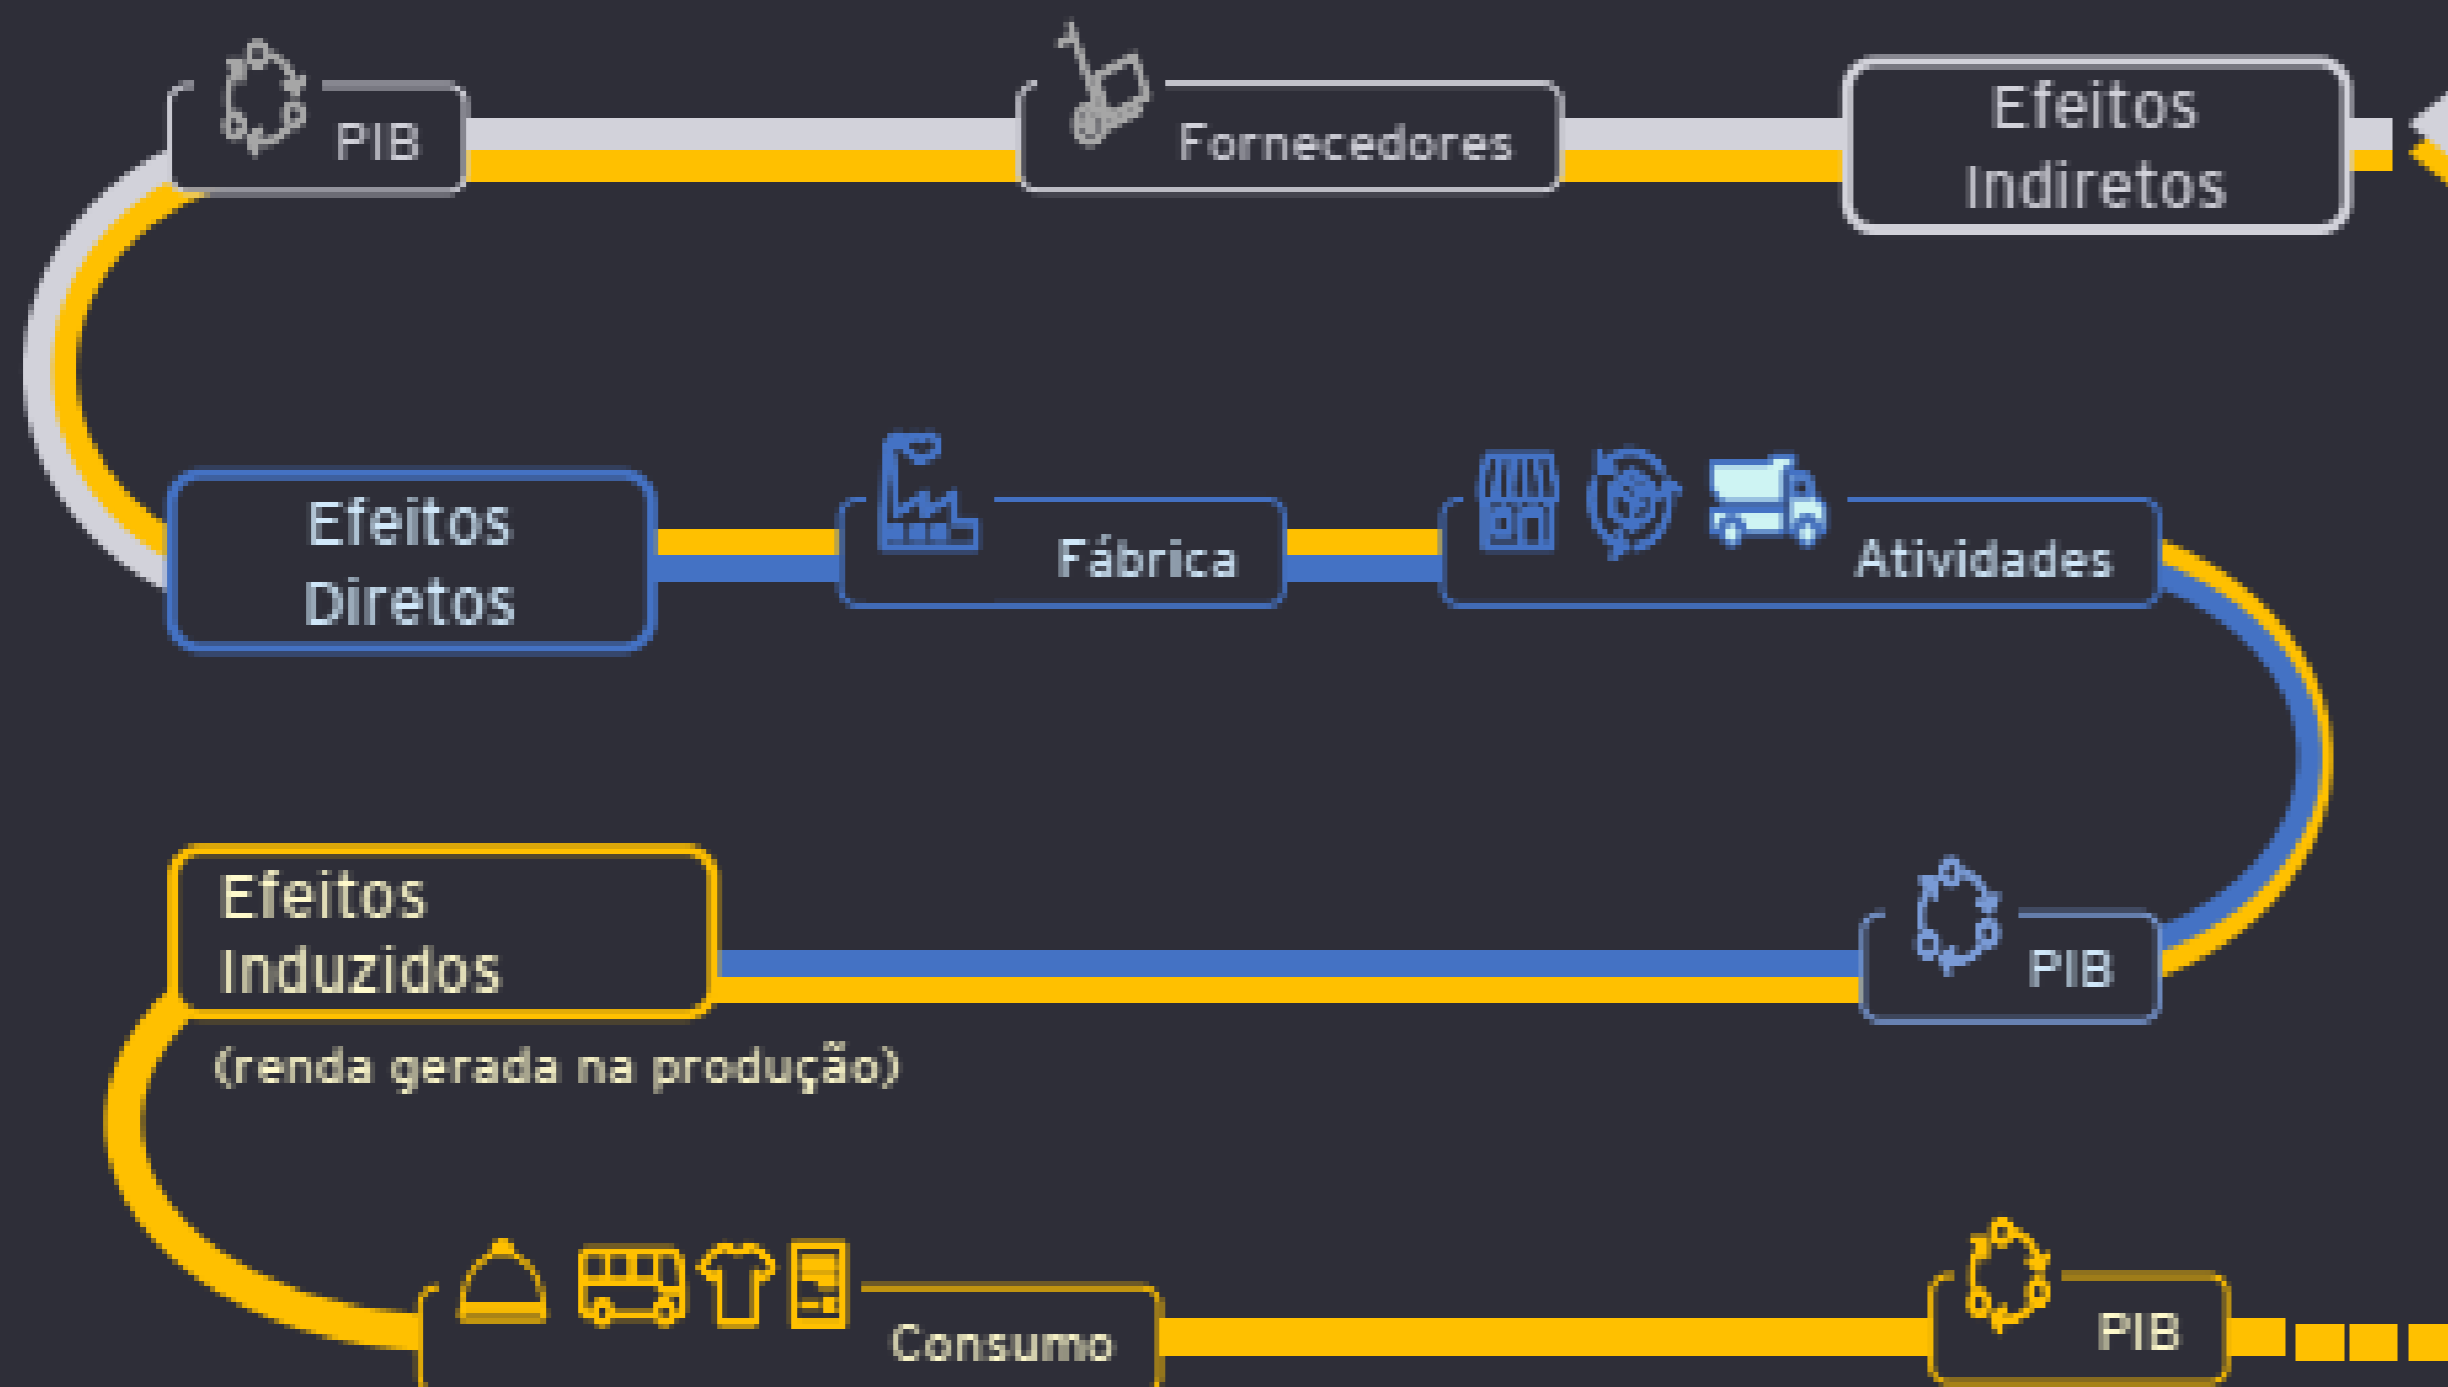 PIB
Fornecedores
Efeitos
Indiretos
Efeitos
Diretos
Fábrica
Atividades
Efeitos
Induzidos
PIB
(renda gerada na produção)
Consumo
PIB